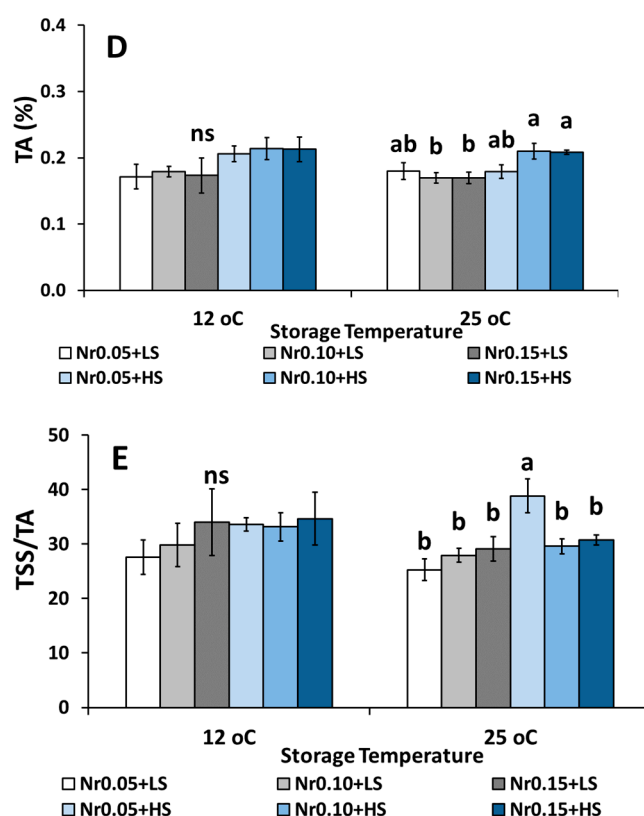 D
TA (%)
0.4
0.3
0.2
0.1
0.0
ns
ab b b ab a a
12 oC 25 oC
Storage Temperature
Nr0.05+LS Nr0.10+LS Nr0.15+LS
Nr0.05+HS Nr0.10+HS Nr0.15+HS
E
TSS/TA
50
40
30
20
10
0
ns
b b b a b b
12 oC 25 oC
Storage Temperature
Nr0.05+LS Nr0.10+LS Nr0.15+LS
Nr0.05+HS Nr0.10+HS Nr0.15+HS